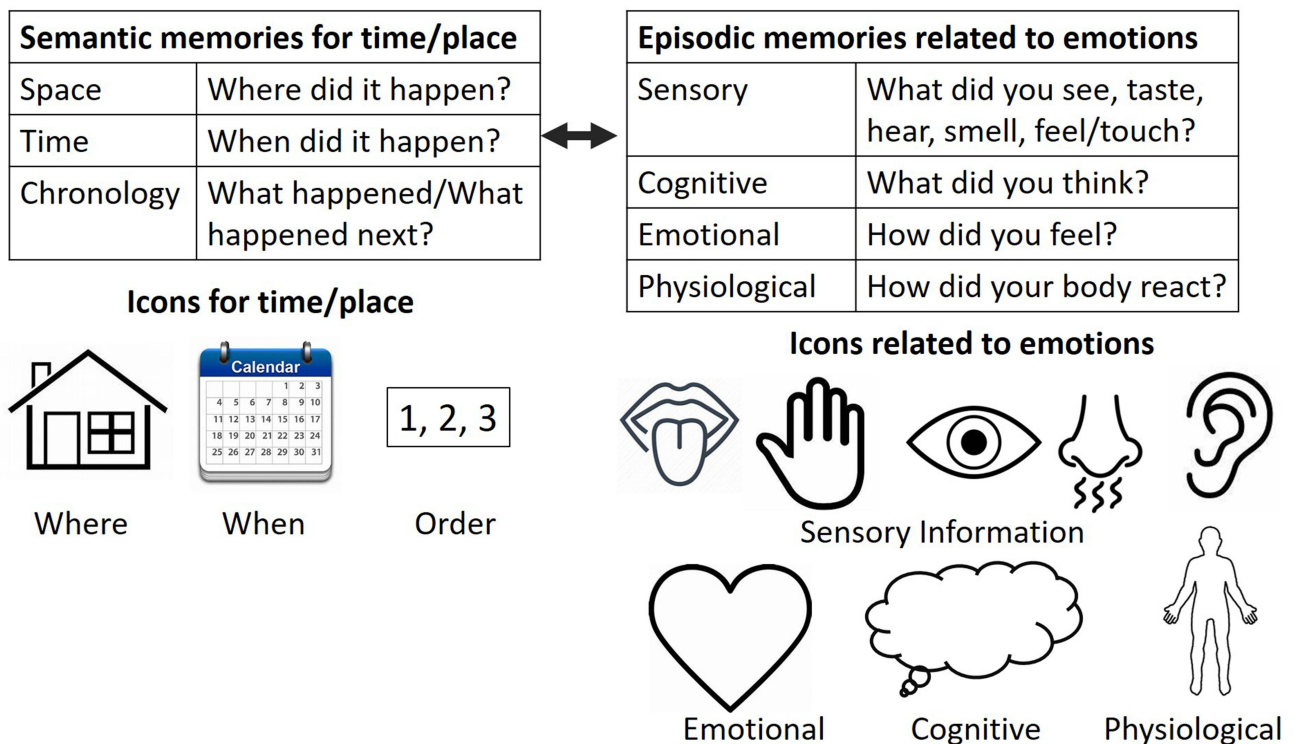 Semantic memories for time/place
Space Where did it happen?
Time When did it happen?
Chronology What happened/What
happened next?
Episodic memories related to emotions
Sensory What did you see, taste,
hear, smell, feel/touch?
Cognitive What did you think?
Emotional How did you feel?
Physiological How did your body react?
Icons for time/place
Calendar
1 2 3
4 5 6 7 8 9 10
11 12 13 14 15 16 17
18 19 20 21 22 23 24
25 26 27 28 29 30 31
1, 2, 3
Where When Order
Icons related to emotions
Sensory Information
Emotional Cognitive Physiological